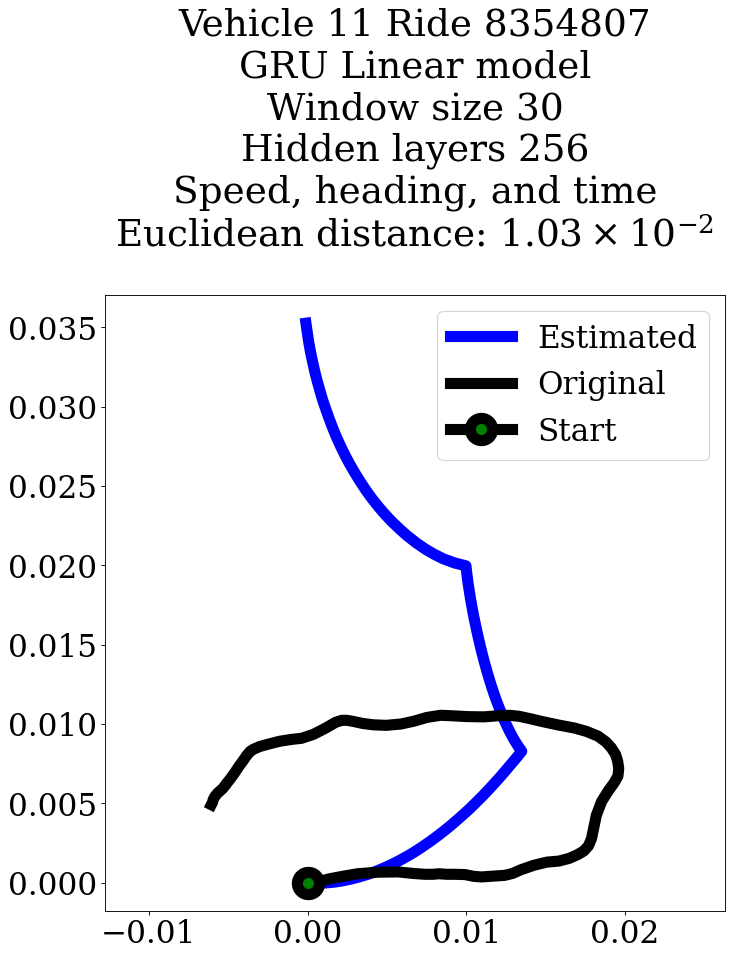 Vehicle 11 Ride 8354807
GRU Linear model
Window size 30
Hidden layers 256
Speed, heading, and time
Euclidean distance: 1.03 × 10⁻²
0.035
0.030
0.025
0.020
0.015
0.010
0.005
0.000
Estimated
Original
Start
−0.01
0.00
0.01
0.02